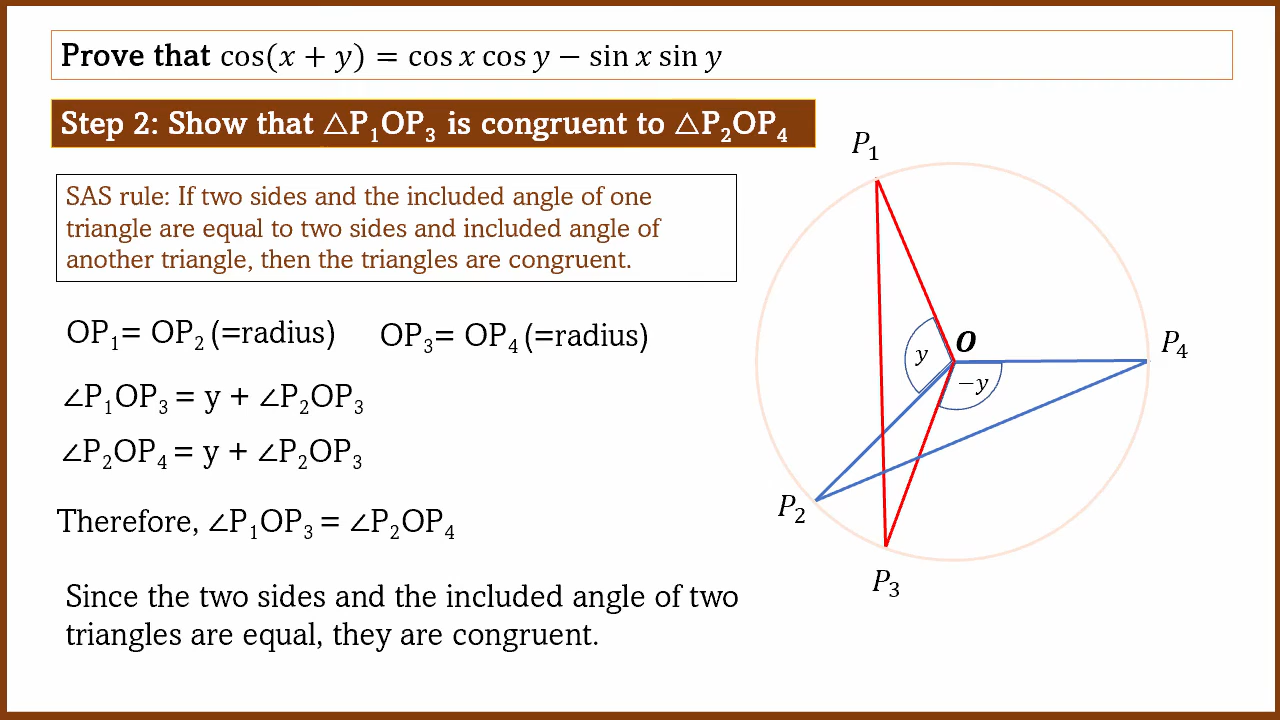 Prove that cos(x + y) = cos x cos y − sin x sin y
Step 2: Show that △P₁OP₃ is congruent to △P₂OP₄
SAS rule: If two sides and the included angle of one
triangle are equal to two sides and included angle of
another triangle, then the triangles are congruent.
OP₁= OP₂ (=radius) OP₃= OP₄ (=radius)
∠P₁OP₃ = y + ∠P₂OP₃
∠P₂OP₄ = y + ∠P₂OP₃
Therefore, ∠P₁OP₃ = ∠P₂OP₄
Since the two sides and the included angle of two
triangles are equal, they are congruent.
P₁
O
P₄
y
−y
P₂
P₃